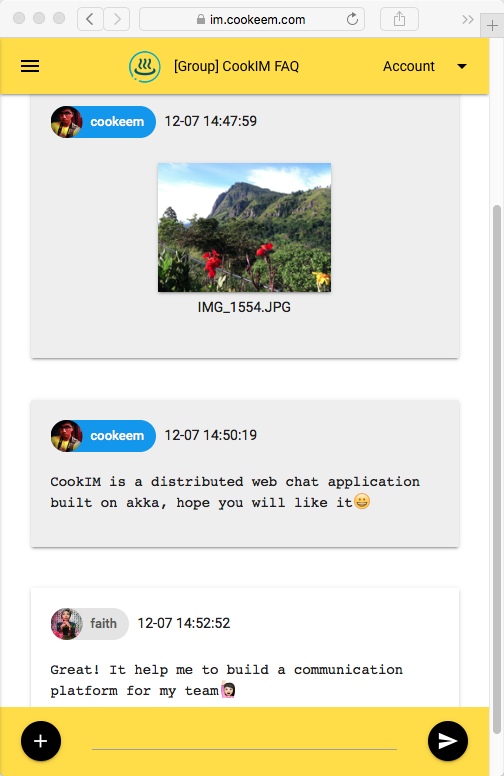 im.cookeem.com
[Group] CookIM FAQ
Account
cookeem 12-07 14:47:59
IMG_1554.JPG
cookeem 12-07 14:50:19
CookIM is a distributed web chat application
built on akka, hope you will like it😀
faith 12-07 14:52:52
Great! It help me to build a communication
platform for my team🙋🏻